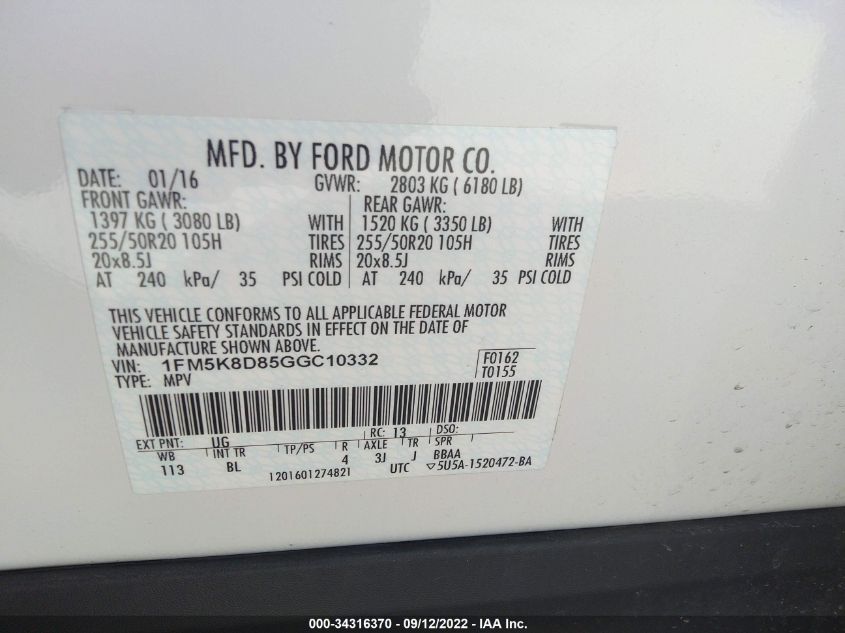 MFD. BY FORD MOTOR CO.
DATE: 01/16 GVWR: 2803 KG ( 6180 LB)
FRONT GAWR: REAR GAWR:
1397 KG ( 3080 LB) WITH 1520 KG ( 3350 LB) WITH
255/50R20 105H TIRES 255/50R20 105H TIRES
20x8.5J RIMS 20x8.5J RIMS
AT 240 kPa/ 35 PSI COLD AT 240 kPa/ 35 PSI COLD
THIS VEHICLE CONFORMS TO ALL APPLICABLE FEDERAL MOTOR
VEHICLE SAFETY STANDARDS IN EFFECT ON THE DATE OF
MANUFACTURE SHOWN ABOVE.
VIN: 1FM5K8D85GGC10332 F0162
TYPE: MPV T0155
EXT PNT: UG RC: 13 DSO:
WB INT TR TP/PS R AXLE TR SPR
113 BL 4 3J J BBAA
1201601274821 UTC ▽5U5A-1520472-BA
000-34316370 - 09/12/2022 - IAA Inc.